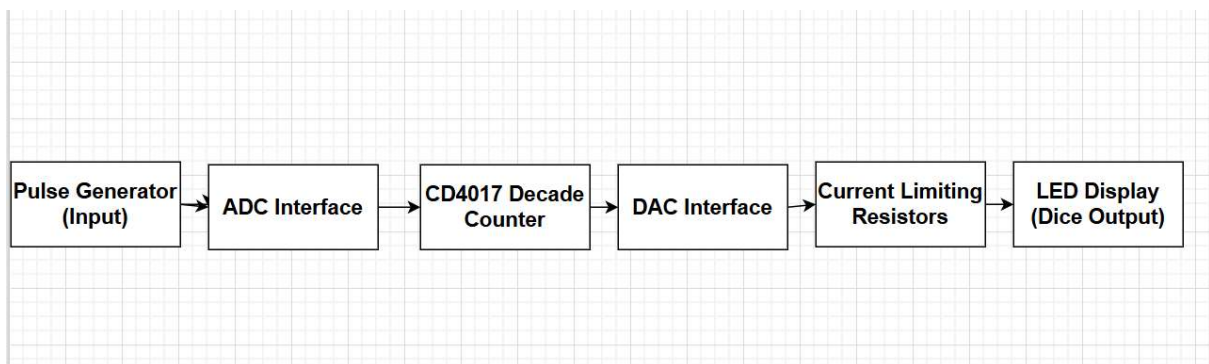 Pulse Generator
(Input)
ADC Interface
CD4017 Decade
Counter
DAC Interface
Current Limiting
Resistors
LED Display
(Dice Output)